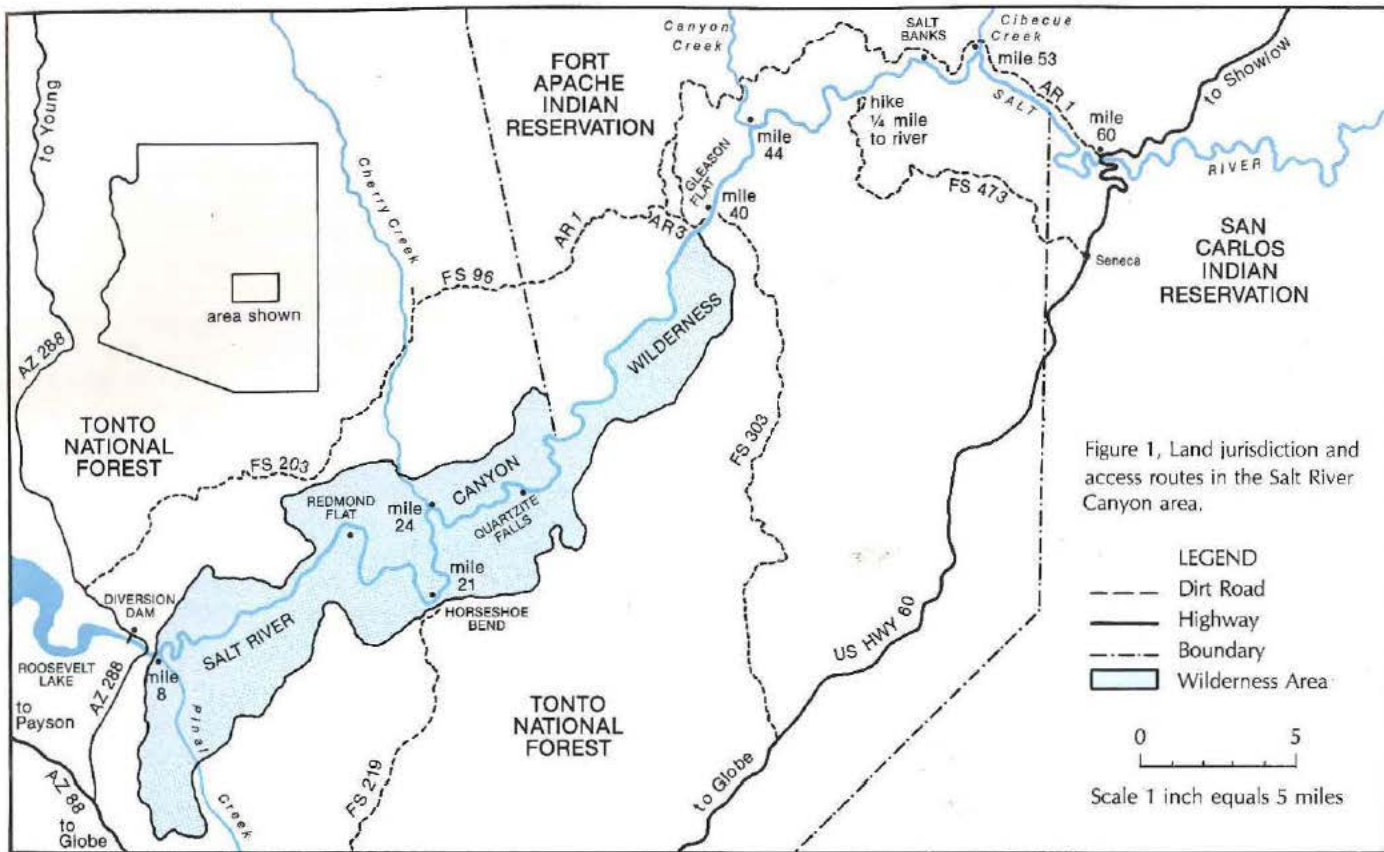 to Young
FORT
APACHE
INDIAN
RESERVATION
Canyon
Creek
SALT
BANKS
Cibecue
Creek
mile 53
AR 1
to Showlow
SALT
mile
60
RIVER
hike
¼ mile
to river
mile
44
GLEASON
FLAT
mile
40
FS 473
Seneca
SAN
CARLOS
INDIAN
RESERVATION
Cherry Creek
area shown
AZ 288
AR 1
AR 3
FS 96
TONTO
NATIONAL
FOREST
FS 203
WILDERNESS
FS 303
REDMOND
FLAT
mile
24
CANYON
QUARTZITE
FALLS
mile
21
HORSESHOE
BEND
DIVERSION
DAM
SALT RIVER
ROOSEVELT
LAKE
AZ 288
mile
8
to
Payson
Pinal
Creek
AZ 88
to
Globe
FS 219
TONTO
NATIONAL
FOREST
US HWY 60
to Globe
Figure 1, Land jurisdiction and
access routes in the Salt River
Canyon area.
LEGEND
Dirt Road
Highway
Boundary
Wilderness Area
0 5
Scale 1 inch equals 5 miles